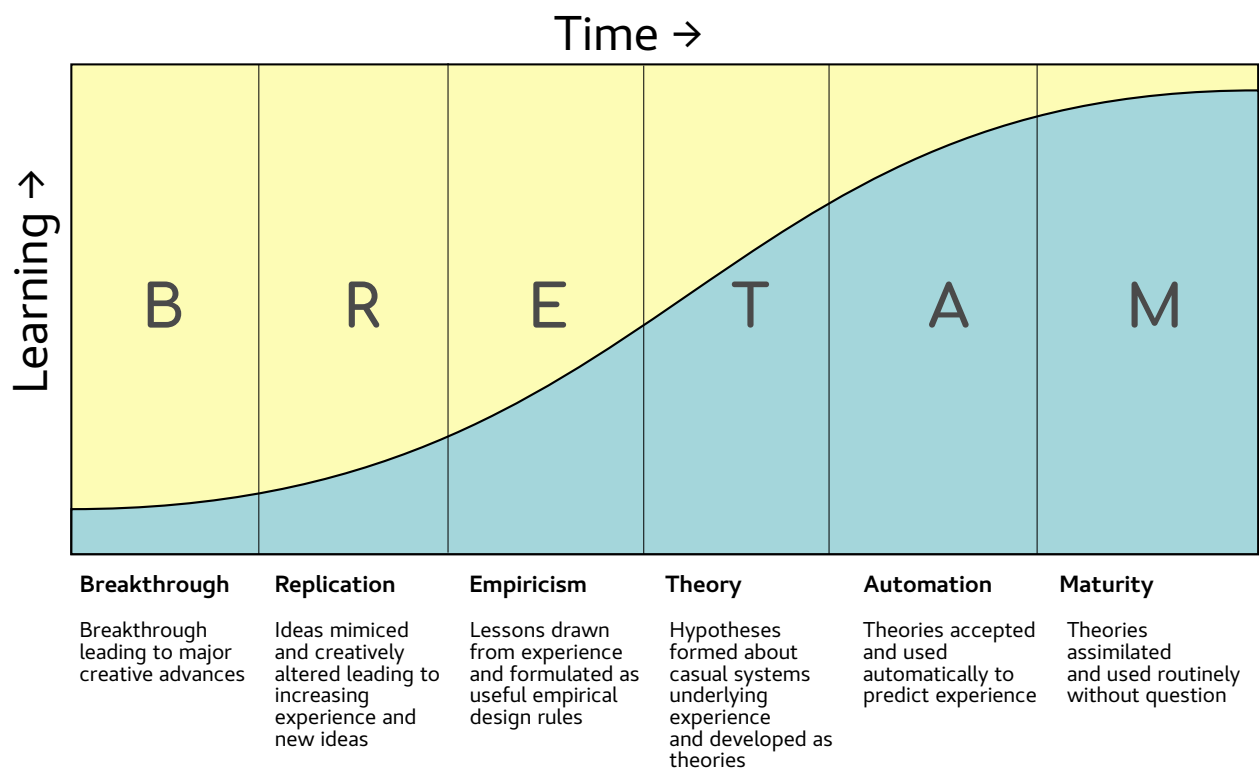 Time →
Learning →
B
R
E
T
A
M
Breakthrough
Breakthrough
leading to major
creative advances
Replication
Ideas mimiced
and creatively
altered leading to
increasing
experience and
new ideas
Empiricism
Lessons drawn
from experience
and formulated as
useful empirical
design rules
Theory
Hypotheses
formed about
casual systems
underlying
experience
and developed as
theories
Automation
Theories accepted
and used
automatically to
predict experience
Maturity
Theories
assimilated
and used routinely
without question